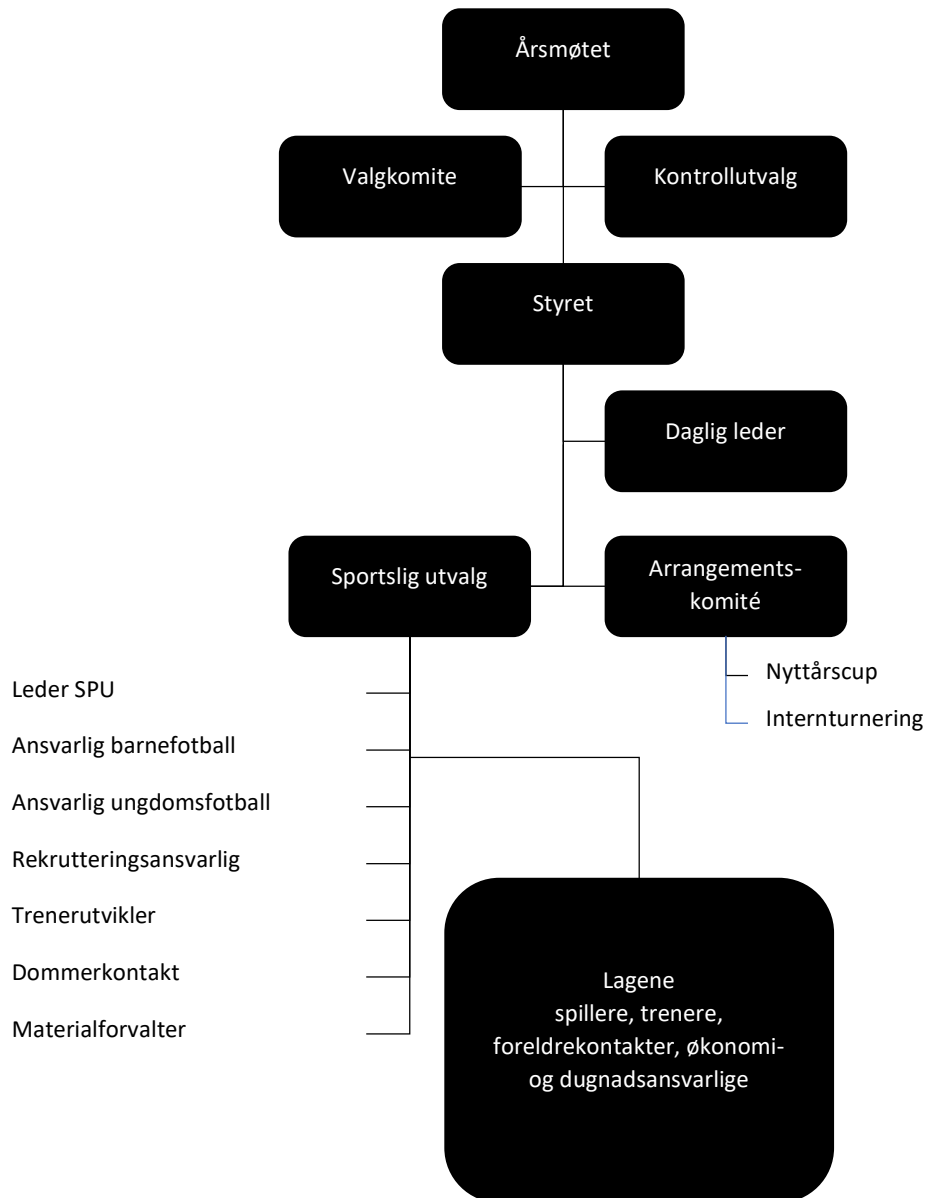 Årsmøtet
Valgkomite
Kontrollutvalg
Styret
Daglig leder
Sportslig utvalg
Arrangements-
komité
Nyttårscup
Internturnering
Leder SPU
Ansvarlig barnefotball
Ansvarlig ungdomsfotball
Rekrutteringsansvarlig
Trenerutvikler
Dommerkontakt
Materialforvalter
Lagene
spillere, trenere,
foreldrekontakter, økonomi-
og dugnadsansvarlige